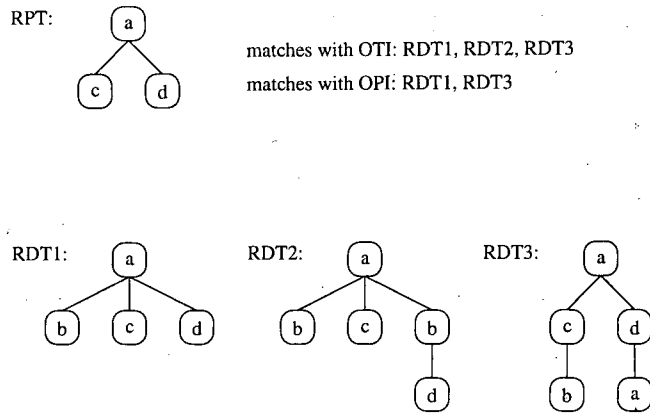 RPT:
a
matches with OTI: RDT1, RDT2, RDT3
c d
matches with OPI: RDT1, RDT3
RDT1: a RDT2: a RDT3: a
b c d b c b c d
d b a